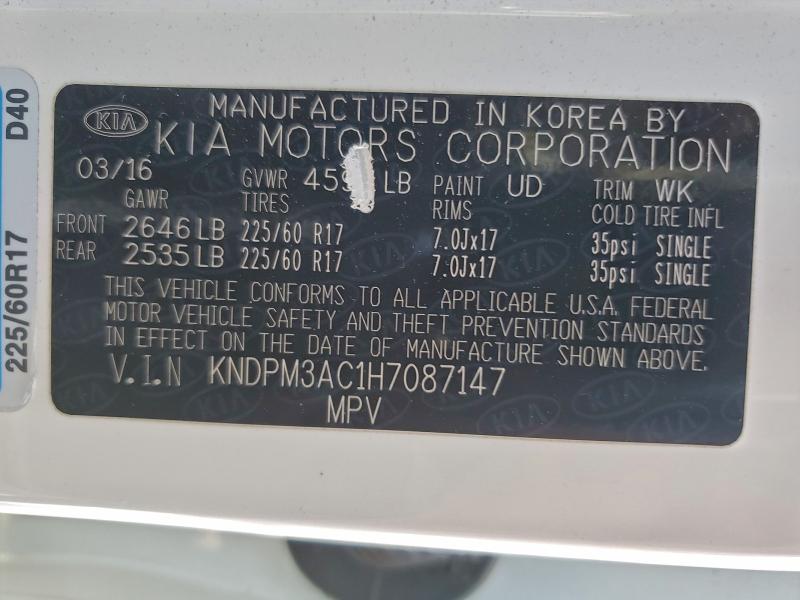 D40
225/60R17
KIA
MANUFACTURED IN KOREA BY
KIA MOTORS CORPORATION
03/16 GVWR LB PAINT UD TRIM WK
GAWR TIRES RIMS COLD TIRE INFL
FRONT 2646 LB 225/60 R17 7.0Jx17 35psi SINGLE
REAR 2535 LB 225/60 R17 7.0Jx17 35psi SINGLE
THIS VEHICLE CONFORMS TO ALL APPLICABLE U.S.A. FEDERAL
MOTOR VEHICLE SAFETY AND THEFT PREVENTION STANDARDS
IN EFFECT ON THE DATE OF MANUFACTURE SHOWN ABOVE.
V.I.N KNDPM3AC1H7087147
MPV